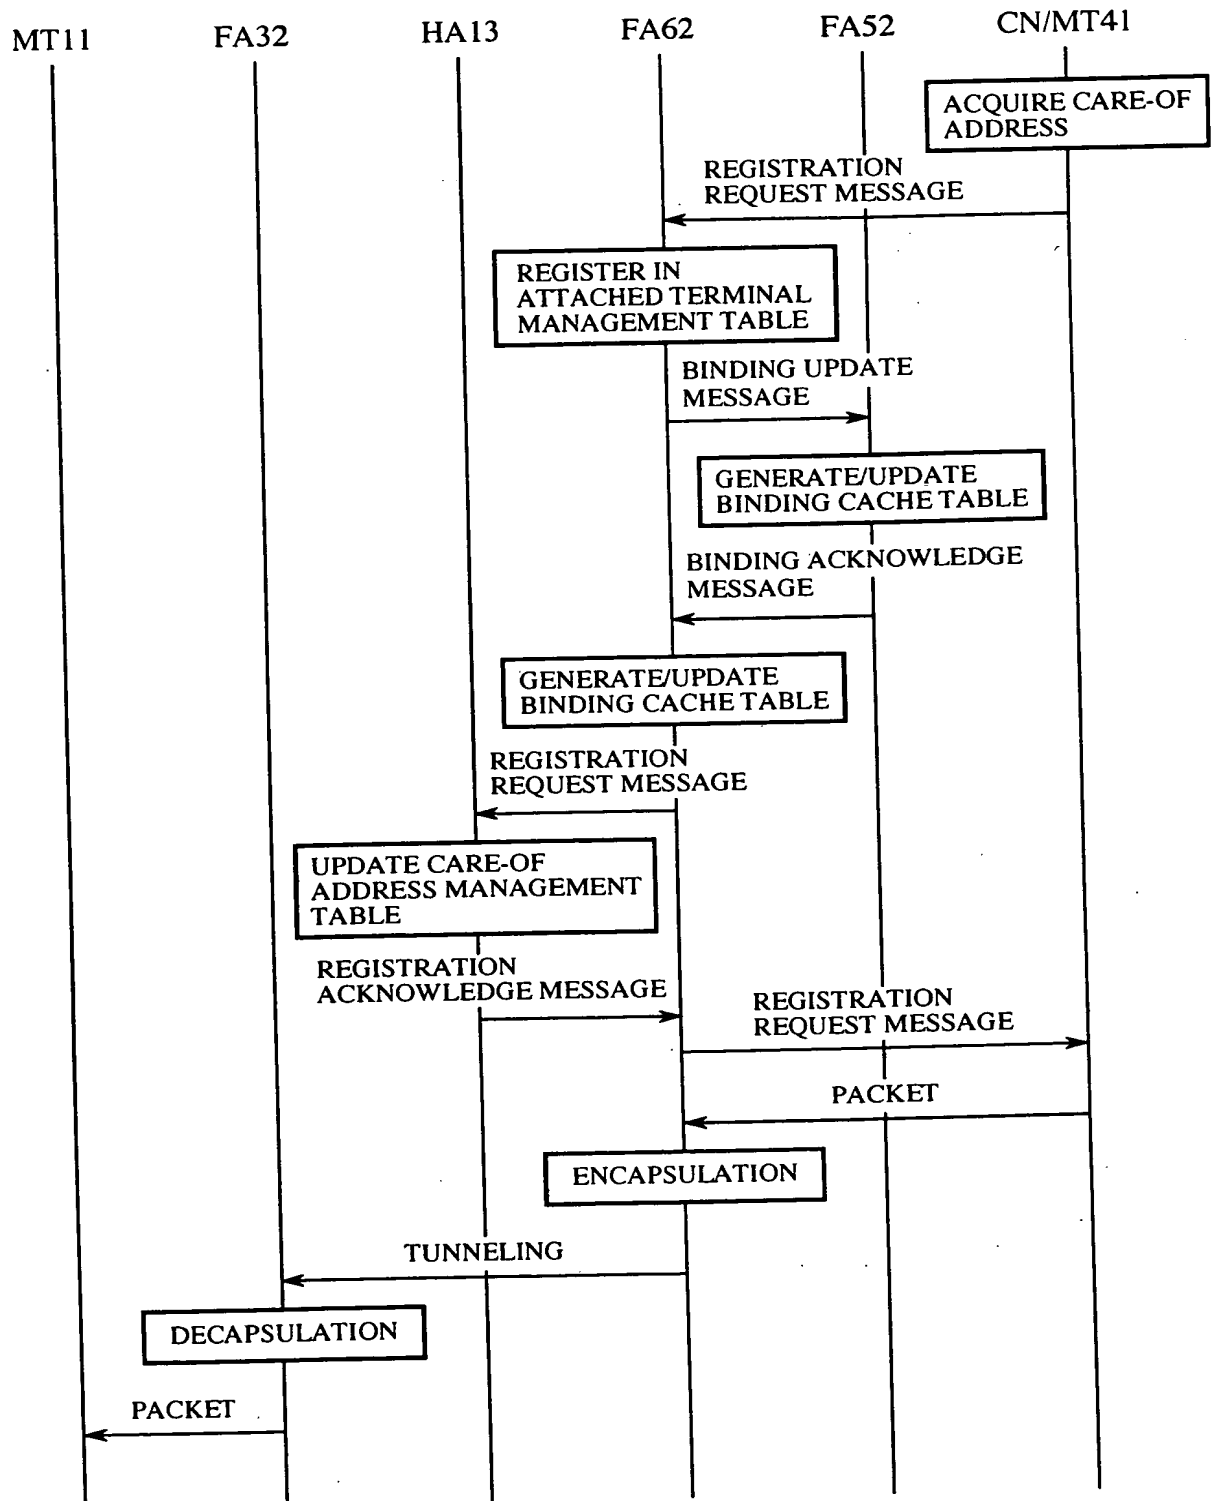 MT11
FA32
HA13
FA62
FA52
CN/MT41
ACQUIRE CARE-OF
ADDRESS
REGISTRATION
REQUEST MESSAGE
REGISTER IN
ATTACHED TERMINAL
MANAGEMENT TABLE
BINDING UPDATE
MESSAGE
GENERATE/UPDATE
BINDING CACHE TABLE
BINDING ACKNOWLEDGE
MESSAGE
GENERATE/UPDATE
BINDING CACHE TABLE
REGISTRATION
REQUEST MESSAGE
UPDATE CARE-OF
ADDRESS MANAGEMENT
TABLE
REGISTRATION
ACKNOWLEDGE MESSAGE
REGISTRATION
REQUEST MESSAGE
PACKET
ENCAPSULATION
TUNNELING
DECAPSULATION
PACKET